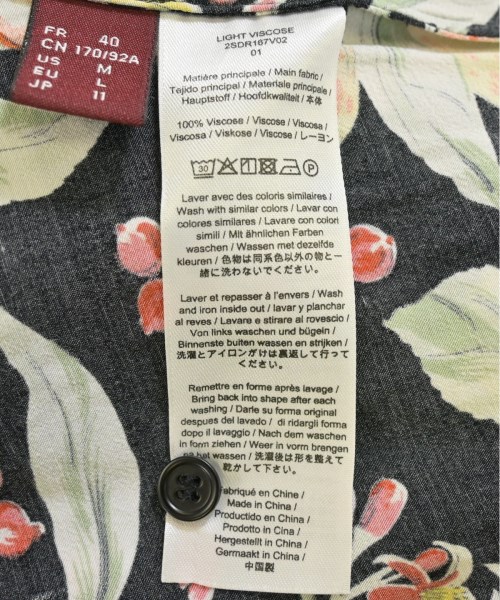 FR 40
CN 170/92A
US M
EU L
JP 11
LIGHT VISCOSE
2SDR167V02
01
Matière principale / Main fabric /
Tejido principal / Materiale principale /
Hauptstoff / Hoofdkwaliteit / 本体
100% Viscose / Viscose / Viscosa /
Viscosa / Viskose / Viscose / レーヨン
30
P
Laver avec des coloris similaires /
Wash with similar colors / Lavar con
colores similares / Lavare con colori
simili / Mit ähnlichen Farben
waschen / Wassen met dezelfde
kleuren / 色物は同系色以外の物と一
緒に洗わないでください。
Laver et repasser à l'envers / Wash
and iron inside out / lavar y planchar
al reves / Lavare e stirare al rovescio /
Von links waschen und bügeln /
Binnenste buiten wassen en strijken /
洗濯とアイロンがけは裏返して行って
ください。
Remettre en forme après lavage /
Bring back into shape after each
washing / Darle su forma original
despues del lavado / di ridargli forma
dopo il lavaggio / Nach dem waschen
in form ziehen / Weer in vorm brengen
na het wassen / 洗濯後は形を整えて
乾かして下さい。
Fabriqué en China /
Made in China /
Producido en China /
Prodotto in Cina /
Hergestellt in China /
Germaakt in China /
中国製